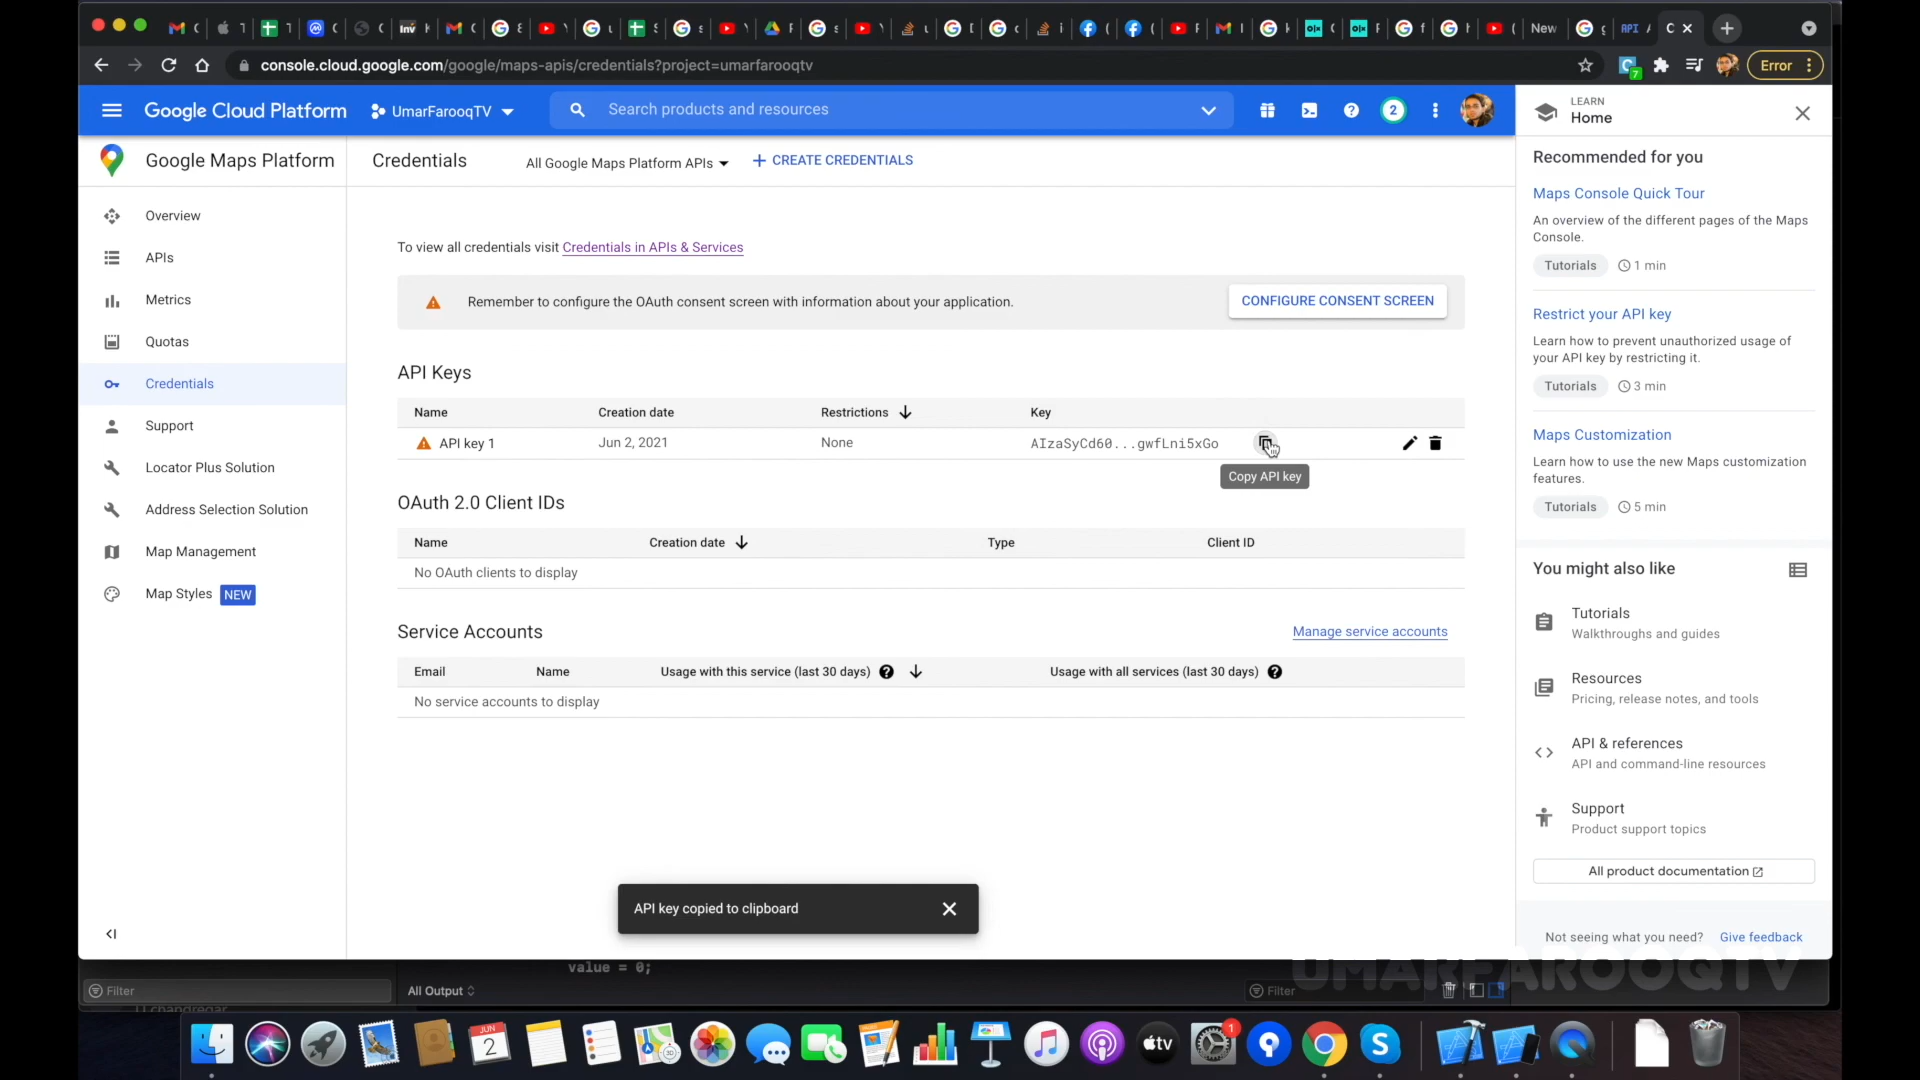 console.cloud.google.com/google/maps-apis/credentials?project=umarfarooqtv
Error
Google Cloud Platform
UmarFarooqTV
Search products and resources
2
LEARN
Home
Google Maps Platform
Credentials
All Google Maps Platform APIs
CREATE CREDENTIALS
Overview
APIs
Metrics
Quotas
Credentials
Support
Locator Plus Solution
Address Selection Solution
Map Management
Map Styles NEW
To view all credentials visit Credentials in APIs & Services
Remember to configure the OAuth consent screen with information about your application.
CONFIGURE CONSENT SCREEN
API Keys
Name Creation date Restrictions Key
API key 1 Jun 2, 2021 None AIzaSyCd60...gwfLni5xGo
Copy API key
OAuth 2.0 Client IDs
Name Creation date Type Client ID
No OAuth clients to display
Service Accounts
Manage service accounts
Email Name Usage with this service (last 30 days) Usage with all services (last 30 days)
No service accounts to display
API key copied to clipboard
Recommended for you
Maps Console Quick Tour
An overview of the different pages of the Maps
Console.
Tutorials 1 min
Restrict your API key
Learn how to prevent unauthorized usage of
your API key by restricting it.
Tutorials 3 min
Maps Customization
Learn how to use the new Maps customization
features.
Tutorials 5 min
You might also like
Tutorials
Walkthroughs and guides
Resources
Pricing, release notes, and tools
API & references
API and command-line resources
Support
Product support topics
All product documentation
Not seeing what you need? Give feedback
value = 0;
UMARFAROOQTV
Filter
All Output
Filter
JUN
2
tv
1